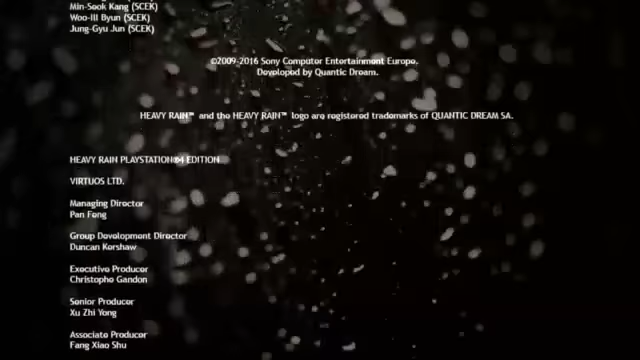 Min-Sook Kang (SCEK)
Woo-Ill Byun (SCEK)
Jung-Gyu Jun (SCEK)
©2009-2016 Sony Computer Entertainment Europe.
Developed by Quantic Dream.
HEAVY RAIN™ and the HEAVY RAIN™ logo are registered trademarks of QUANTIC DREAM SA.
HEAVY RAIN PLAYSTATION®4 EDITION
VIRTUOS LTD.
Managing Director
Pan Feng
Group Development Director
Duncan Kershaw
Executive Producer
Christophe Gandon
Senior Producer
Xu Zhi Yong
Associate Producer
Fang Xiao Shu